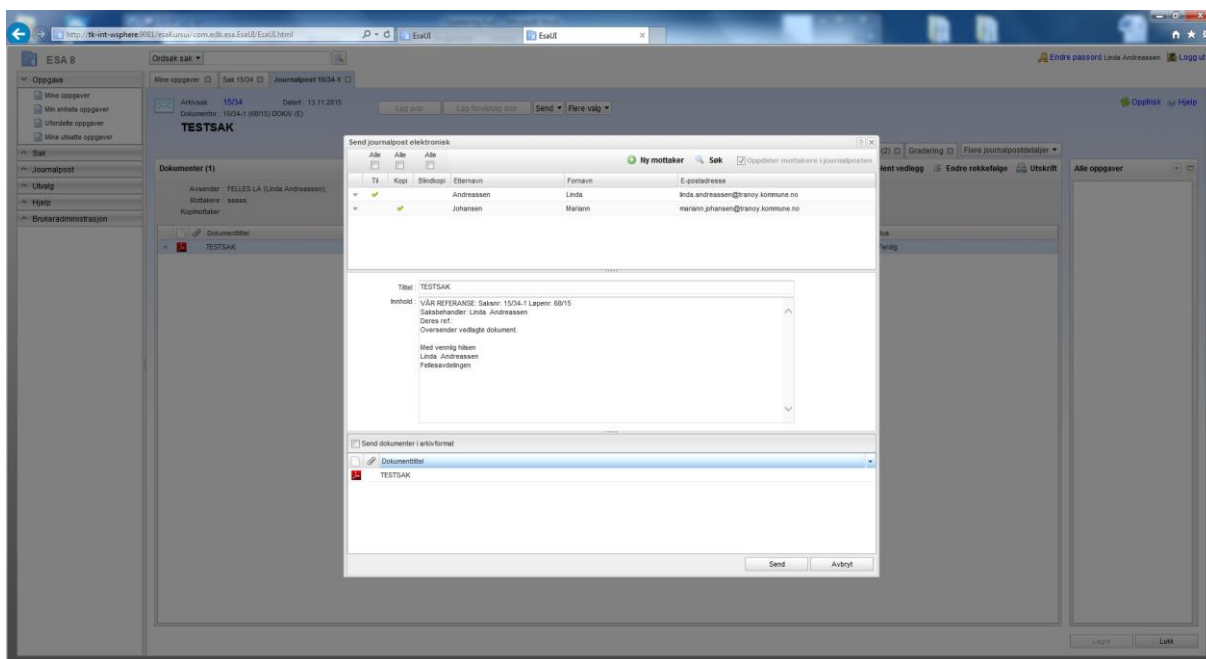 http://tk-int-wsphere:9081/esaKursui/com.edb.esa.EsaUI/EsaUI.html
EsaUI
EsaUI
ESA 8
Ordsøk sak
Endre passord Linda Andreassen Logg ut
Oppgave
Mine oppgaver
Min enhets oppgaver
Ufordelte oppgaver
Mine utsatte oppgaver
Sak
Journalpost
Utvalg
Hjelp
Brukeradministrasjon
Mine oppgaver Sak 15/34 Journalpost 15/34-1
Arkivsak: 15/34 Datert: 13.11.2015
Dokumentnr: 15/34-1 (68/15) DOK/SI (E)
TESTSAK
Lag svar Lag foreløpig svar Send Flere valg
Oppfrisk Hjelp
(2) Gradering Flere journalpostdetaljer
Dokumenter (1)
Hent vedlegg Endre rekkefølge Utskrift
Alle oppgaver
Avsender: FELLES.LA (Linda Andreassen);
Mottakere: sssss;
Kopimottaker:
Dokumenttittel
TESTSAK
Ferdig
Send journalpost elektronisk
Alle Alle Alle
Ny mottaker Søk Oppdater mottakere i journalposten
Til Kopi Blindkopi Etternavn Fornavn E-postadresse
Andreassen Linda linda.andreassen@tranoy.kommune.no
Johansen Mariann mariann.johansen@tranoy.kommune.no
Tittel: TESTSAK
Innhold: VÅR REFERANSE: Saksnr: 15/34-1 Løpenr: 68/15
Saksbehandler: Linda Andreassen
Deres ref.:
Oversender vedlagte dokument.
Med vennlig hilsen
Linda Andreassen
Fellesavdelingen
Send dokumenter i arkivformat
Dokumenttittel
TESTSAK
Send Avbryt
Lagre Lukk